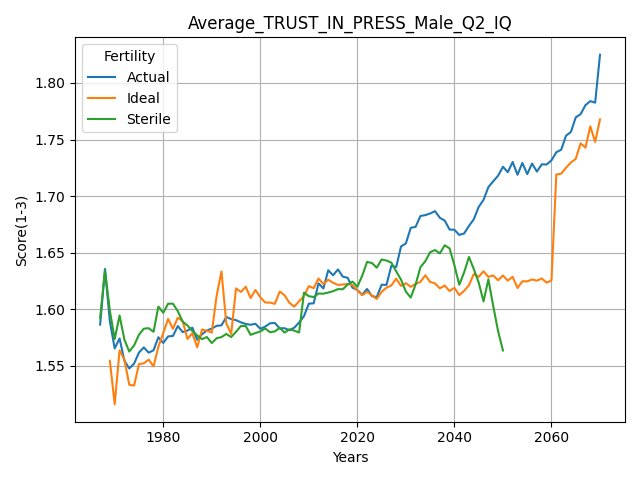 Average_TRUST_IN_PRESS_Male_Q2_IQ
Fertility
Actual
Ideal
Sterile
Score(1-3)
1.80
1.75
1.70
1.65
1.60
1.55
1980
2000
2020
2040
2060
Years